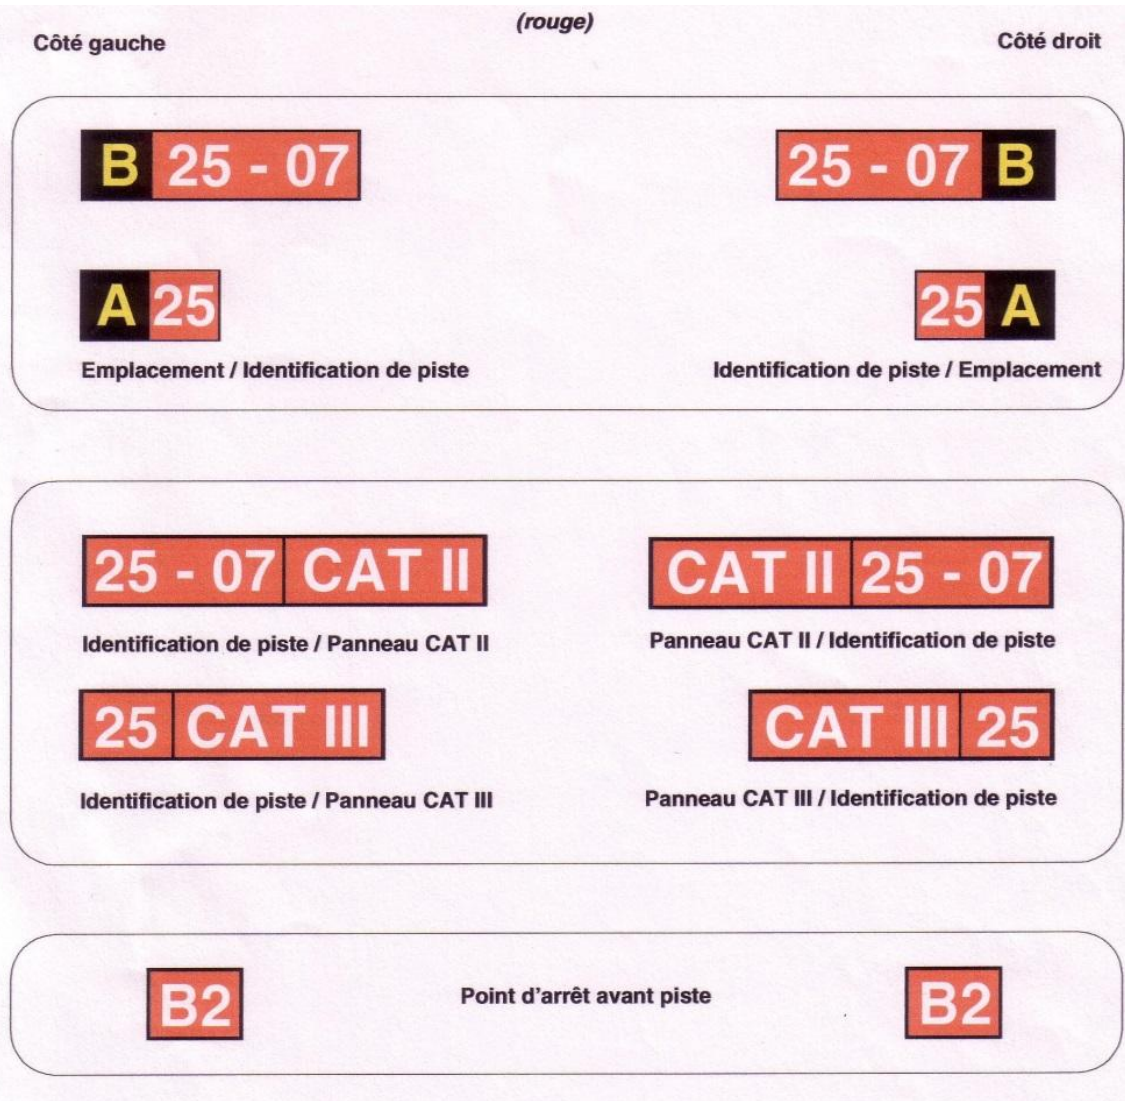 (rouge)
Côté gauche
Côté droit
B 25 - 07
25 - 07 B
A 25
25 A
Emplacement / Identification de piste
Identification de piste / Emplacement
25 - 07 CAT II
CAT II 25 - 07
Identification de piste / Panneau CAT II
Panneau CAT II / Identification de piste
25 CAT III
CAT III 25
Identification de piste / Panneau CAT III
Panneau CAT III / Identification de piste
B2
Point d'arrêt avant piste
B2